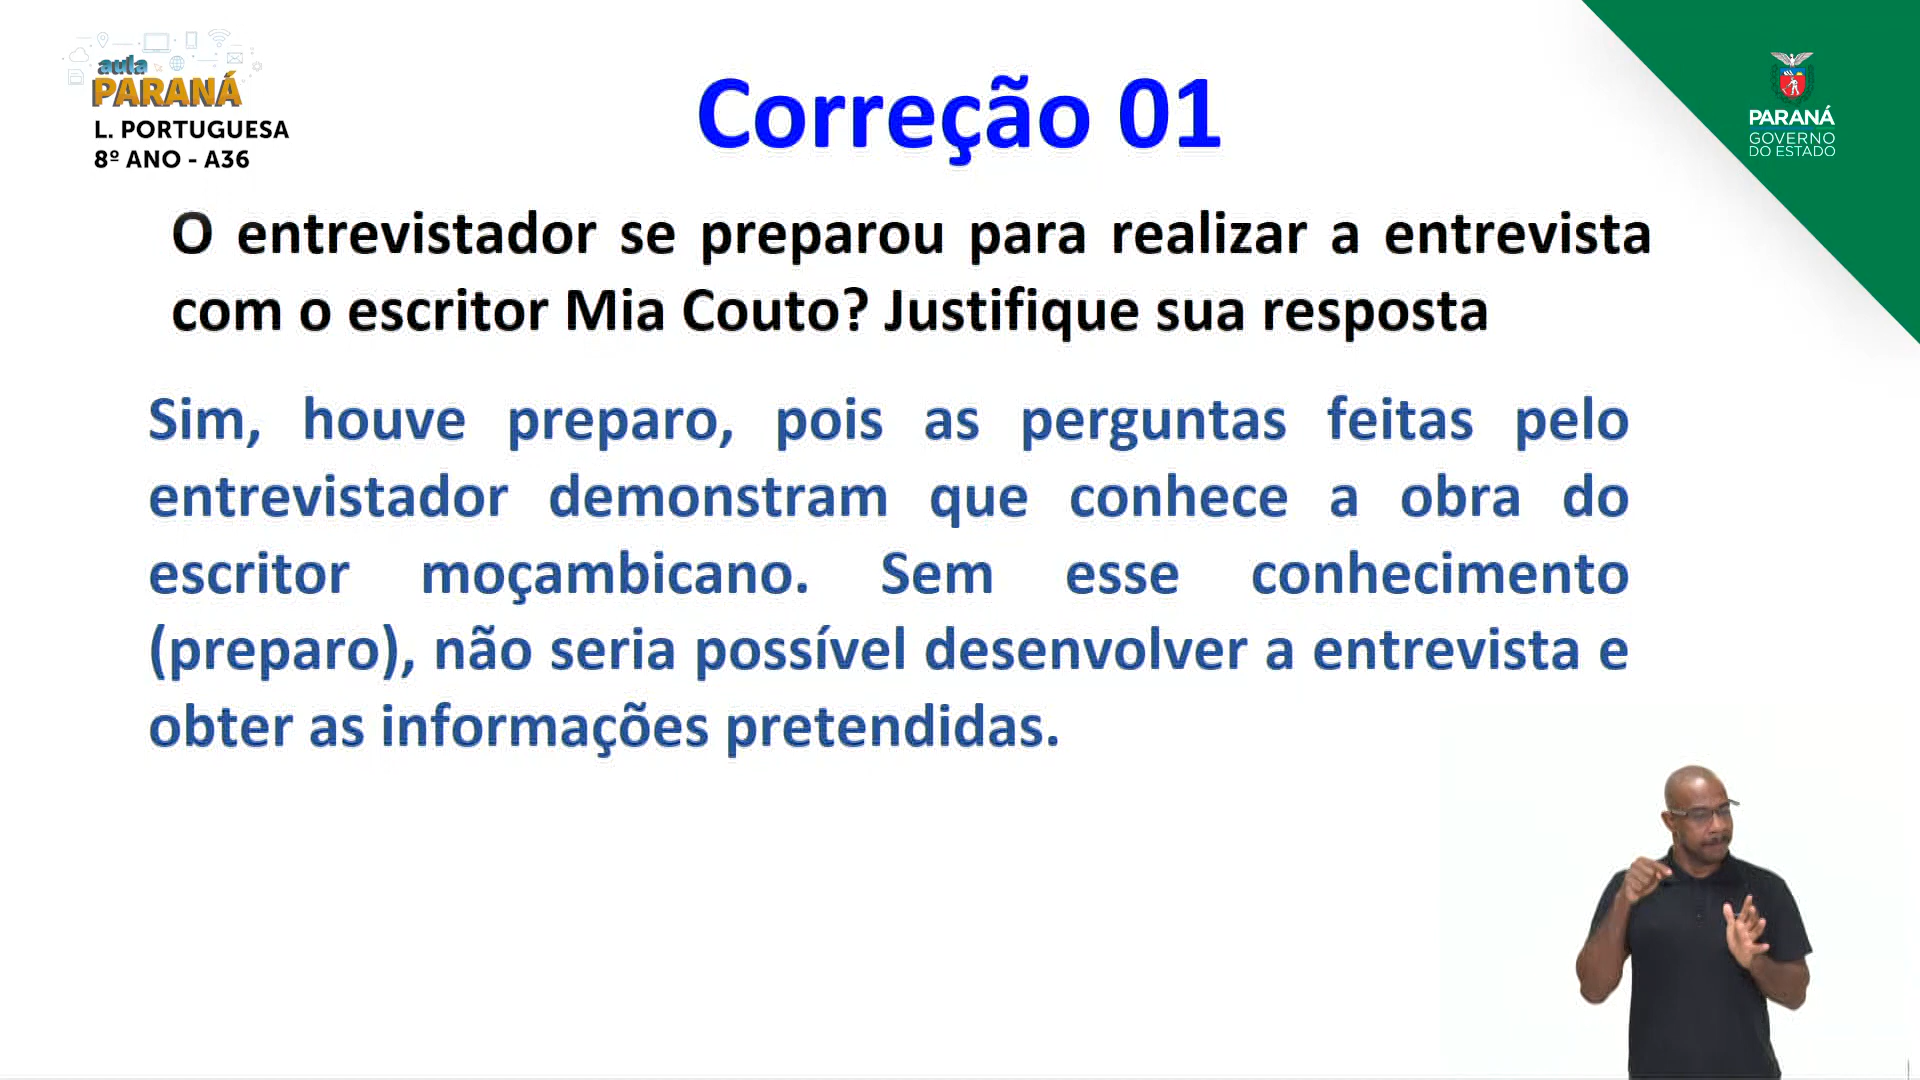 aula
PARANÁ
L. PORTUGUESA
8º ANO - A36
Correção 01
PARANÁ
GOVERNO
DO ESTADO
O entrevistador se preparou para realizar a entrevista
com o escritor Mia Couto? Justifique sua resposta
Sim, houve preparo, pois as perguntas feitas pelo
entrevistador demonstram que conhece a obra do
escritor moçambicano. Sem esse conhecimento
(preparo), não seria possível desenvolver a entrevista e
obter as informações pretendidas.